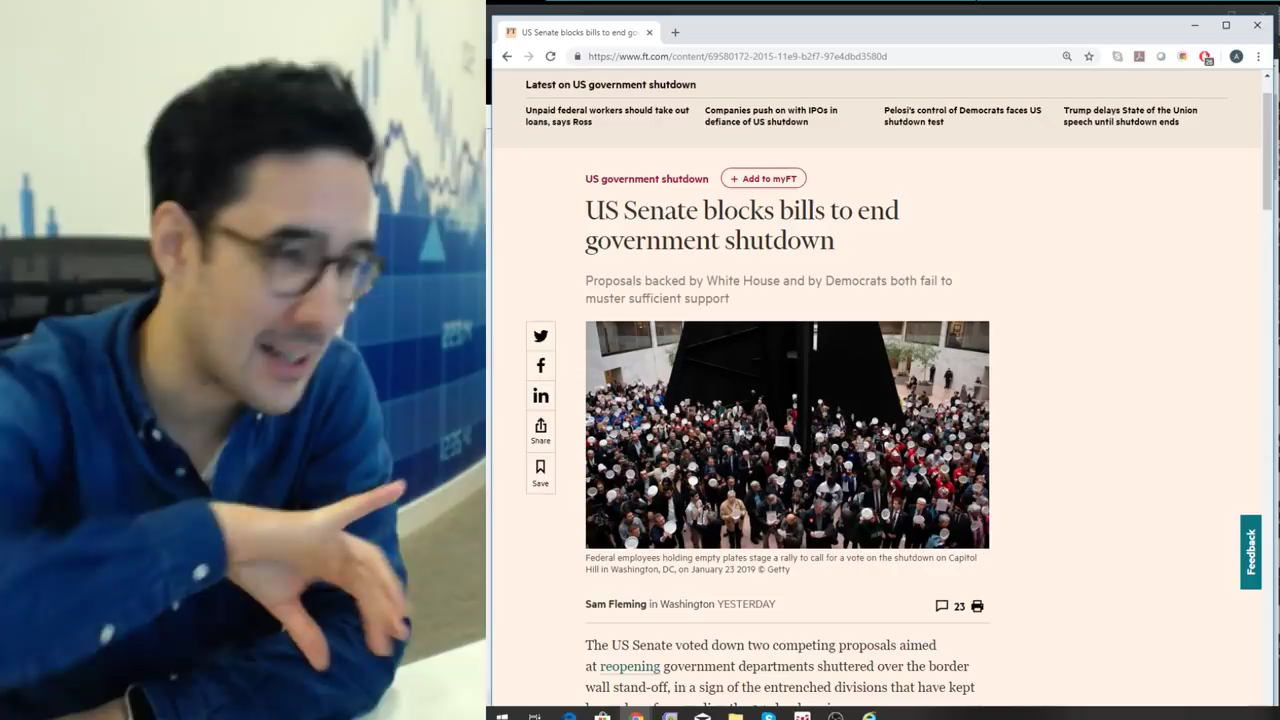 US Senate blocks bills to end go
https://www.ft.com/content/69580172-2015-11e9-b2f7-97e4dbd3580d
Latest on US government shutdown
Unpaid federal workers should take out
loans, says Ross
Companies push on with IPOs in
defiance of US shutdown
Pelosi's control of Democrats faces US
shutdown test
Trump delays State of the Union
speech until shutdown ends
US government shutdown
+ Add to myFT
US Senate blocks bills to end
government shutdown
Proposals backed by White House and by Democrats both fail to
muster sufficient support
Share
Save
Federal employees holding empty plates stage a rally to call for a vote on the shutdown on Capitol
Hill in Washington, DC, on January 23 2019 © Getty
Sam Fleming in Washington YESTERDAY
23
The US Senate voted down two competing proposals aimed
at reopening government departments shuttered over the border
wall stand-off, in a sign of the entrenched divisions that have kept
Feedback